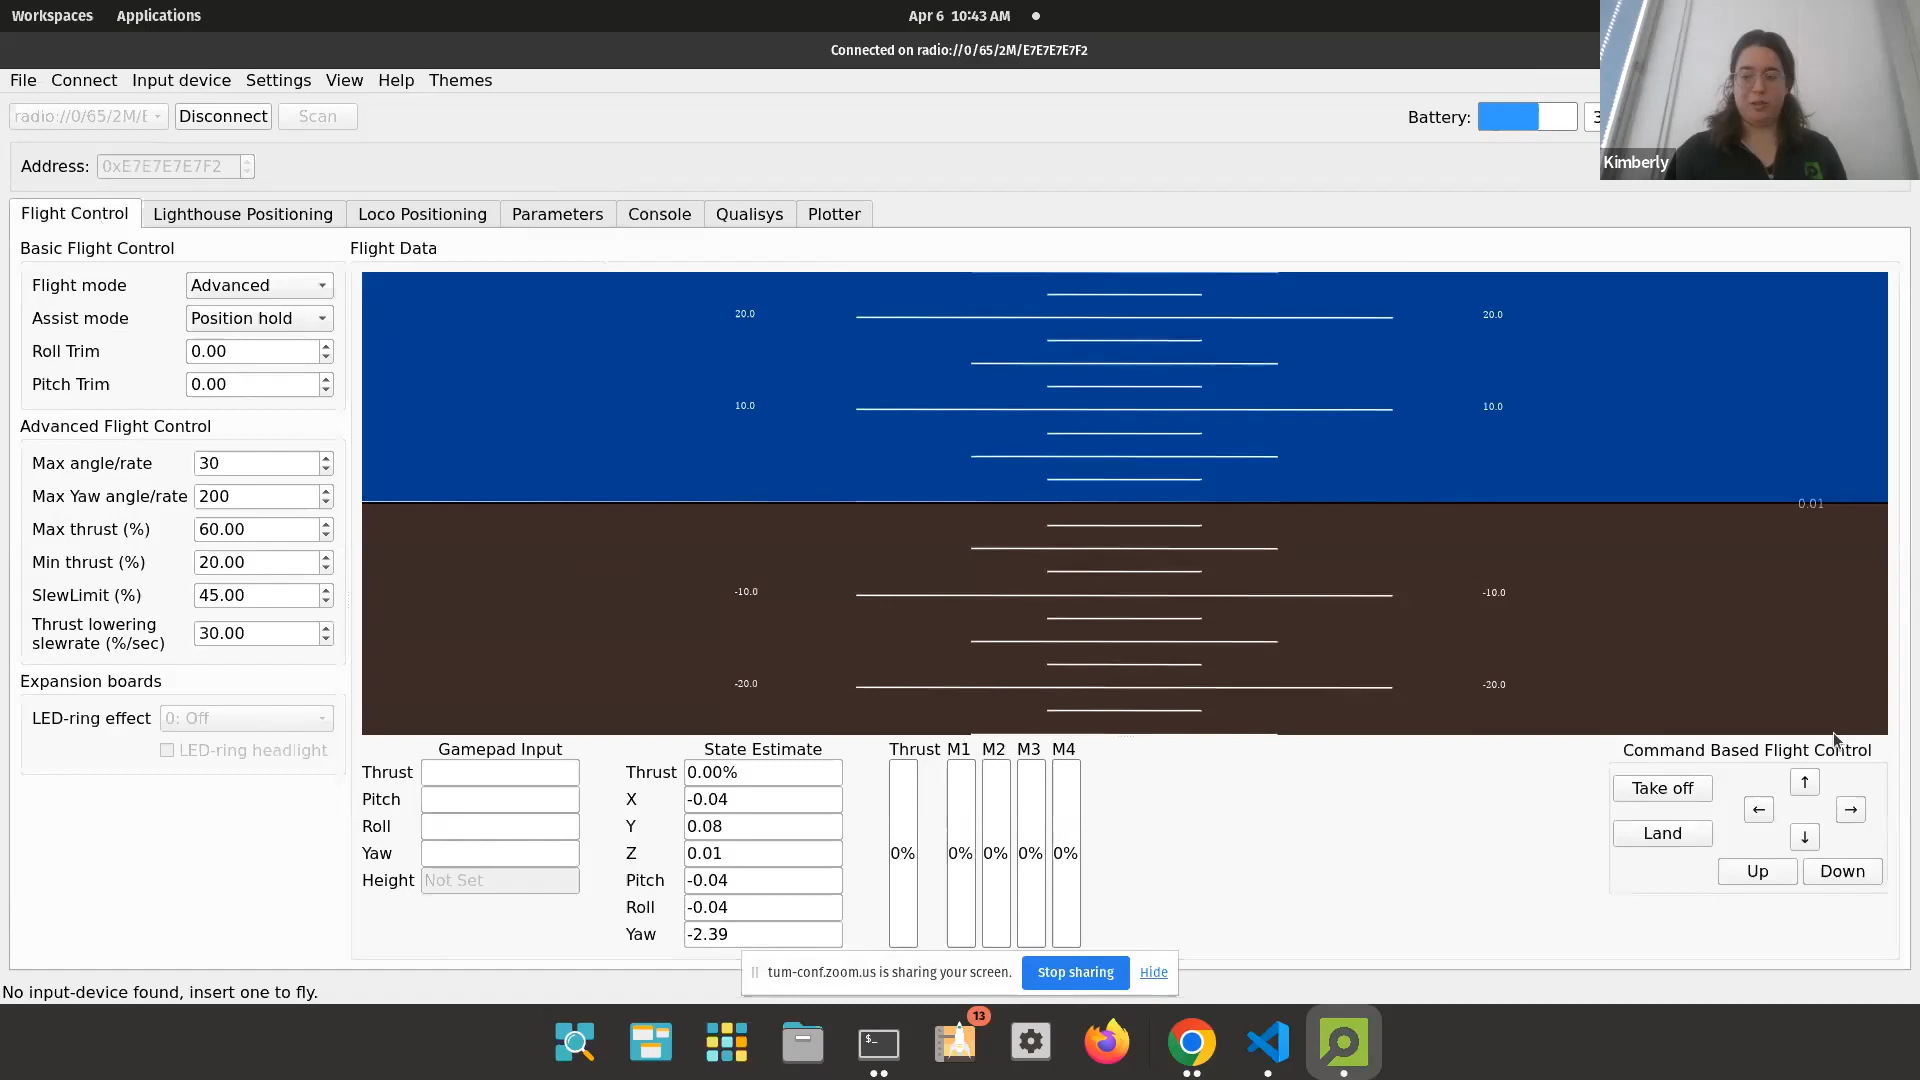 Workspaces Applications Apr 6 10:43 AM
Connected on radio://0/65/2M/E7E7E7E7F2
File Connect Input device Settings View Help Themes
radio://0/65/2M/E Disconnect Scan Battery: 3
Kimberly
Address: 0xE7E7E7E7F2
Flight Control Lighthouse Positioning Loco Positioning Parameters Console Qualisys Plotter
Basic Flight Control Flight Data
Flight mode Advanced
Assist mode Position hold
Roll Trim 0.00
Pitch Trim 0.00
Advanced Flight Control
Max angle/rate 30
Max Yaw angle/rate 200
Max thrust (%) 60.00
Min thrust (%) 20.00
SlewLimit (%) 45.00
Thrust lowering
slewrate (%/sec) 30.00
Expansion boards
LED-ring effect 0: Off
LED-ring headlight
20.0 20.0
10.0 10.0
0.01
-10.0 -10.0
-20.0 -20.0
Gamepad Input State Estimate Thrust M1 M2 M3 M4 Command Based Flight Control
Thrust Thrust 0.00% Take off ↑
Pitch X -0.04 ← →
Roll Y 0.08 Land ↓
Yaw Z 0.01 0% 0% 0% 0% 0%
Height Not Set Pitch -0.04 Up Down
Roll -0.04
Yaw -2.39
tum-conf.zoom.us is sharing your screen. Stop sharing Hide
No input-device found, insert one to fly.
13
$_